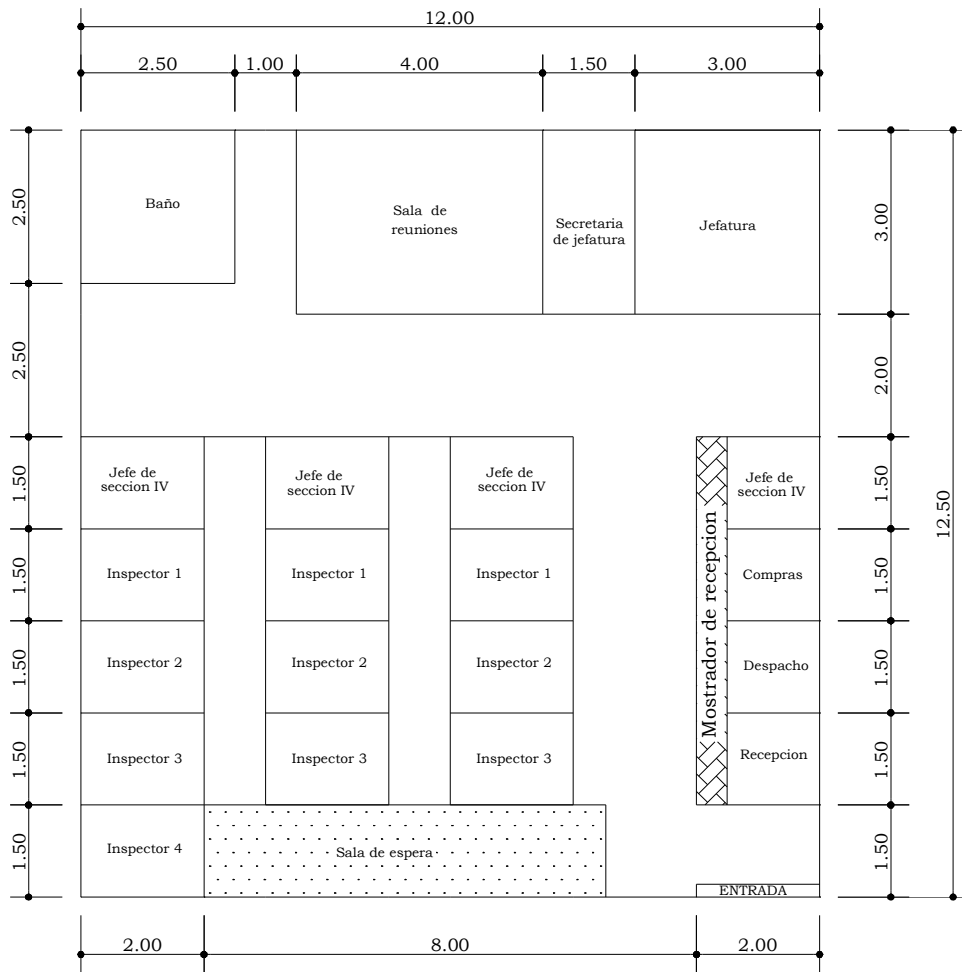 12.00
2.50
1.00
4.00
1.50
3.00
Baño
Sala de
reuniones
Secretaria
de jefatura
Jefatura
2.50
2.50
1.50
1.50
1.50
1.50
1.50
3.00
2.00
1.50
1.50
1.50
1.50
1.50
12.50
Jefe de
seccion IV
Jefe de
seccion IV
Jefe de
seccion IV
Jefe de
seccion IV
Inspector 1
Inspector 1
Inspector 1
Compras
Inspector 2
Inspector 2
Inspector 2
Despacho
Inspector 3
Inspector 3
Inspector 3
Recepcion
Mostrador de recepcion
Inspector 4
Sala de espera
ENTRADA
2.00
8.00
2.00